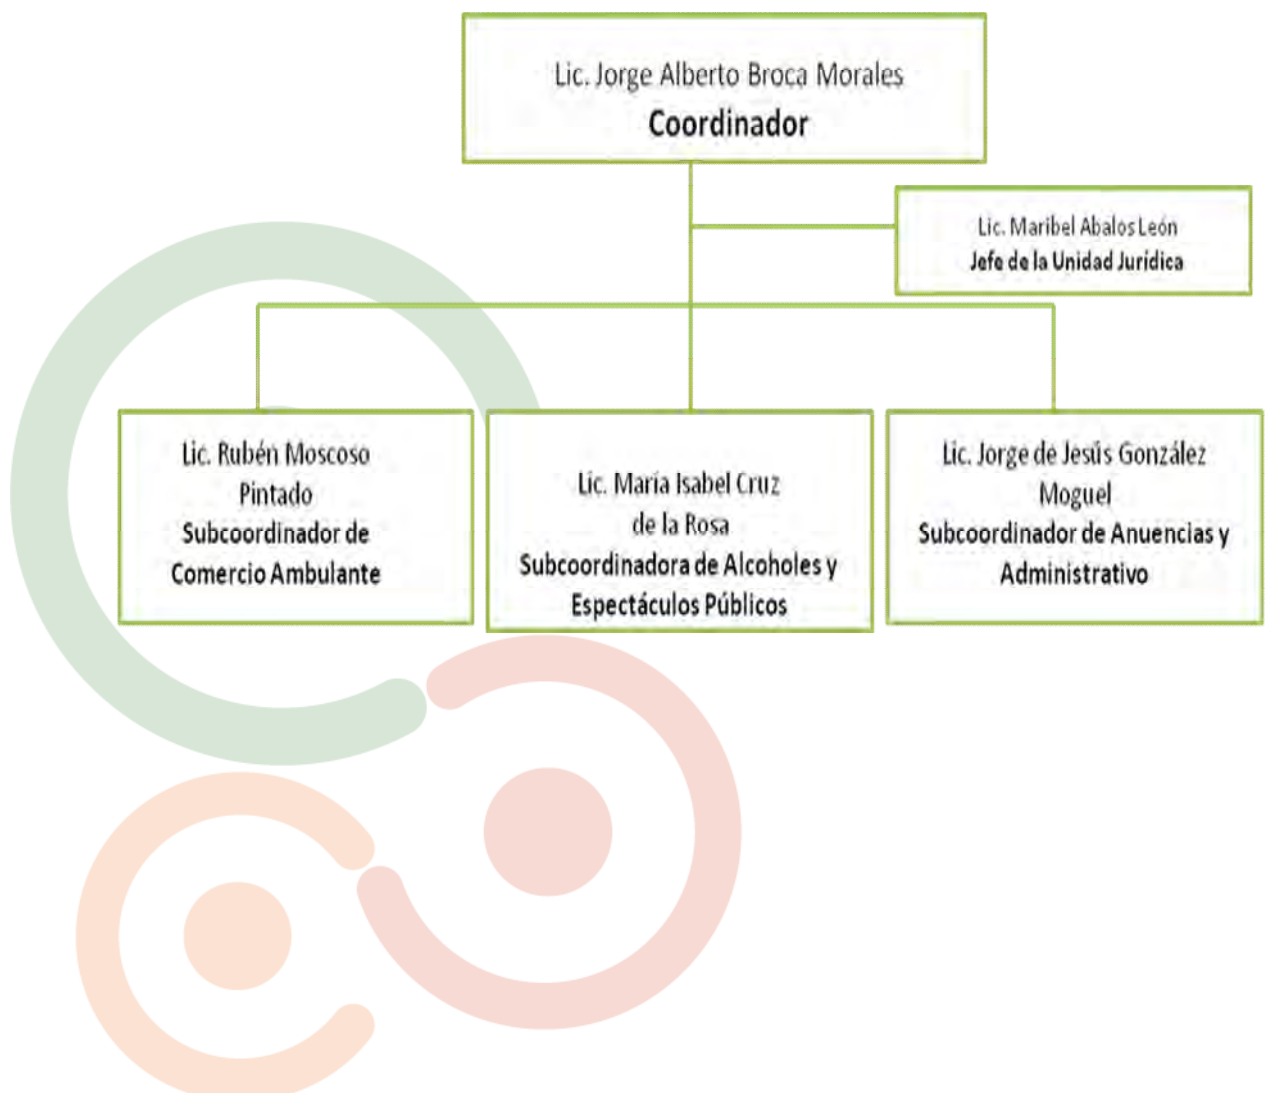 Lic. Jorge Alberto Broca Morales
Coordinador
Lic. Maribel Abalos León
Jefe de la Unidad Jurídica
Lic. Rubén Moscoso
Pintado
Subcoordinador de
Comercio Ambulante
Lic. María Isabel Cruz
de la Rosa
Subcoordinadora de Alcoholes y
Espectáculos Públicos
Lic. Jorge de Jesús González
Moguel
Subcoordinador de Anuencias y
Administrativo